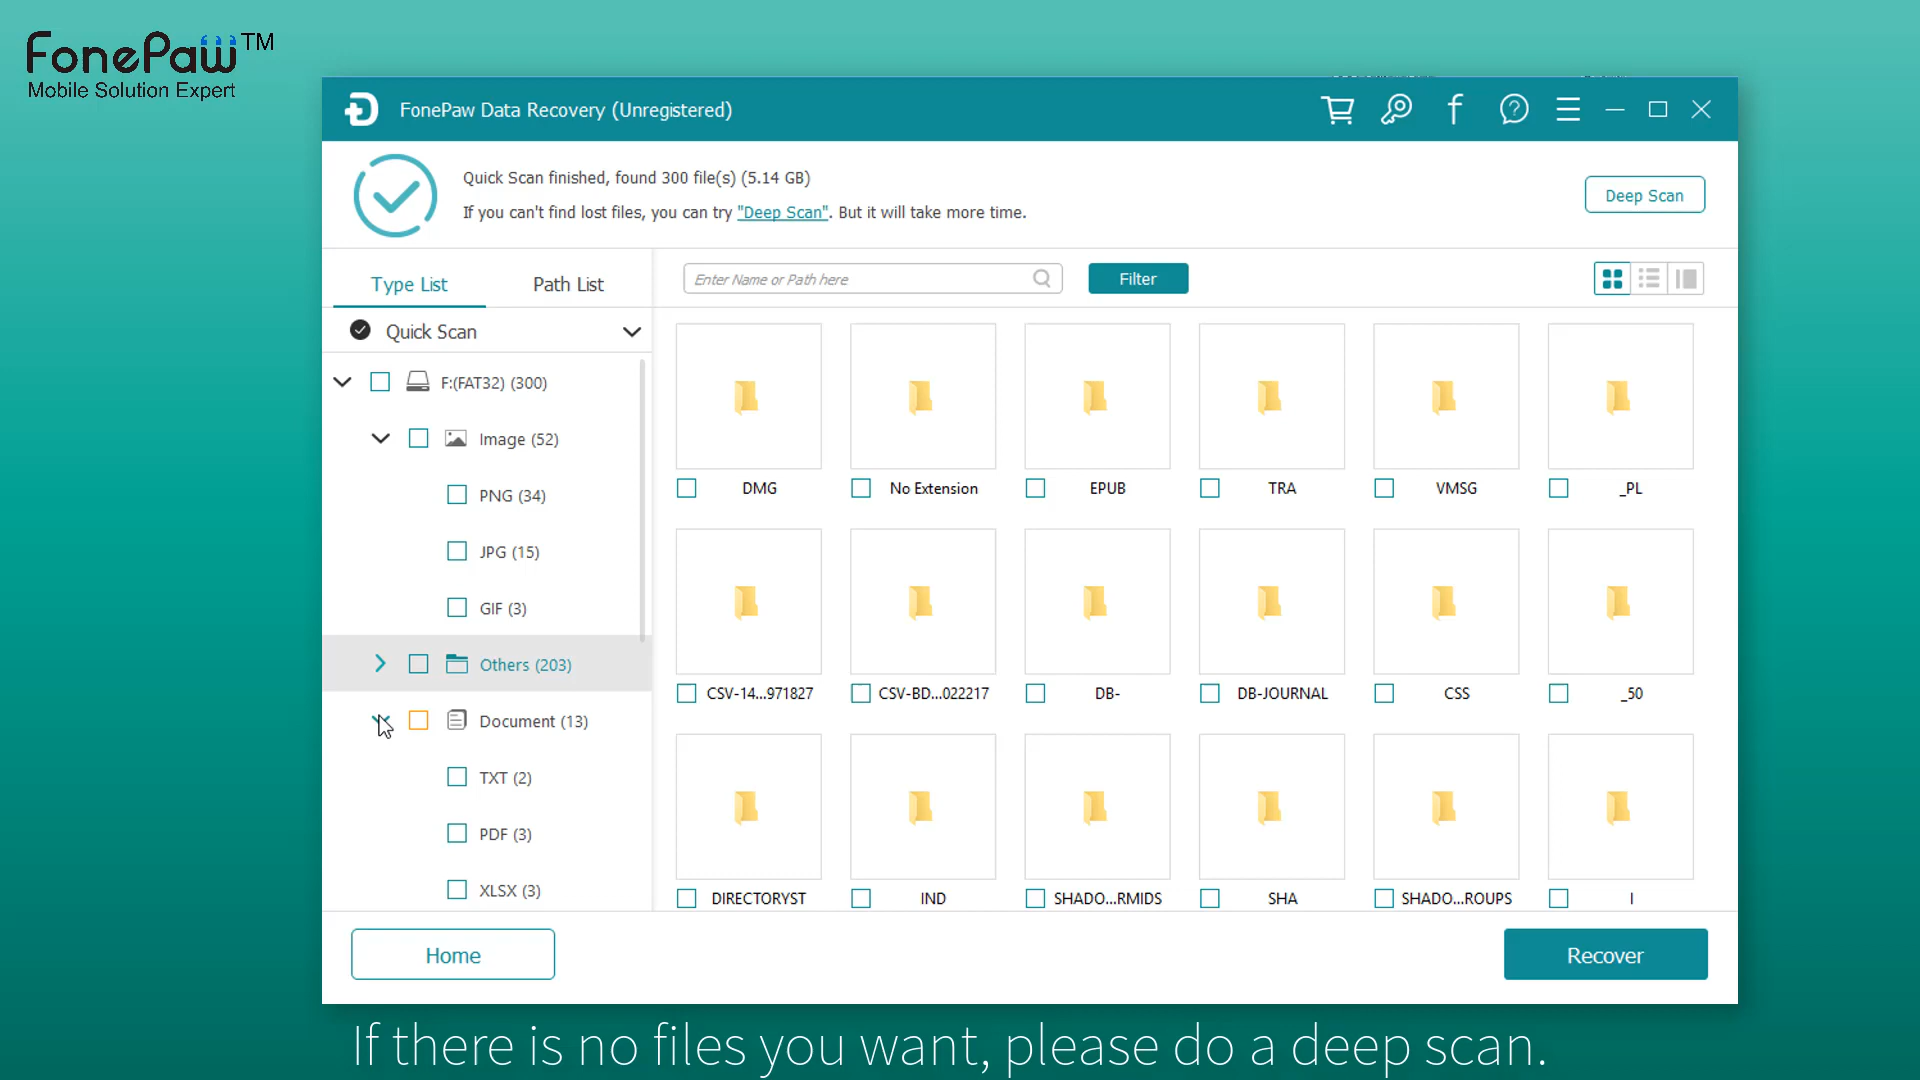 FonePaw™
Mobile Solution Expert
FonePaw Data Recovery (Unregistered)
Quick Scan finished, found 300 file(s) (5.14 GB)
If you can't find lost files, you can try "Deep Scan". But it will take more time.
Deep Scan
Type List
Path List
Enter Name or Path here
Filter
Quick Scan
F:(FAT32) (300)
Image (52)
PNG (34)
JPG (15)
GIF (3)
Others (203)
Document (13)
TXT (2)
PDF (3)
XLSX (3)
DMG
No Extension
EPUB
TRA
VMSG
_PL
CSV-14...971827
CSV-BD...022217
DB-
DB-JOURNAL
CSS
_50
DIRECTORYST
IND
SHADO...RMIDS
SHA
SHADO...ROUPS
I
Home
Recover
If there is no files you want, please do a deep scan.